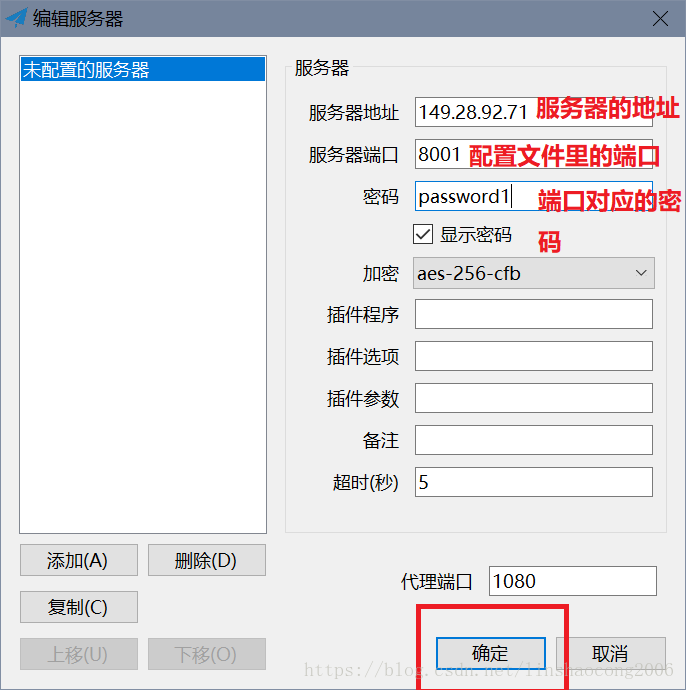 编辑服务器
未配置的服务器
服务器
服务器地址 149.28.92.71 服务器的地址
服务器端口 8001 配置文件里的端口
密码 password1 端口对应的密
码
显示密码
加密 aes-256-cfb
插件程序
插件选项
插件参数
备注
超时(秒) 5
添加(A) 删除(D)
代理端口 1080
复制(C)
上移(U) 下移(O)
确定 取消
https://blog.csdn.net/linshaocong2006